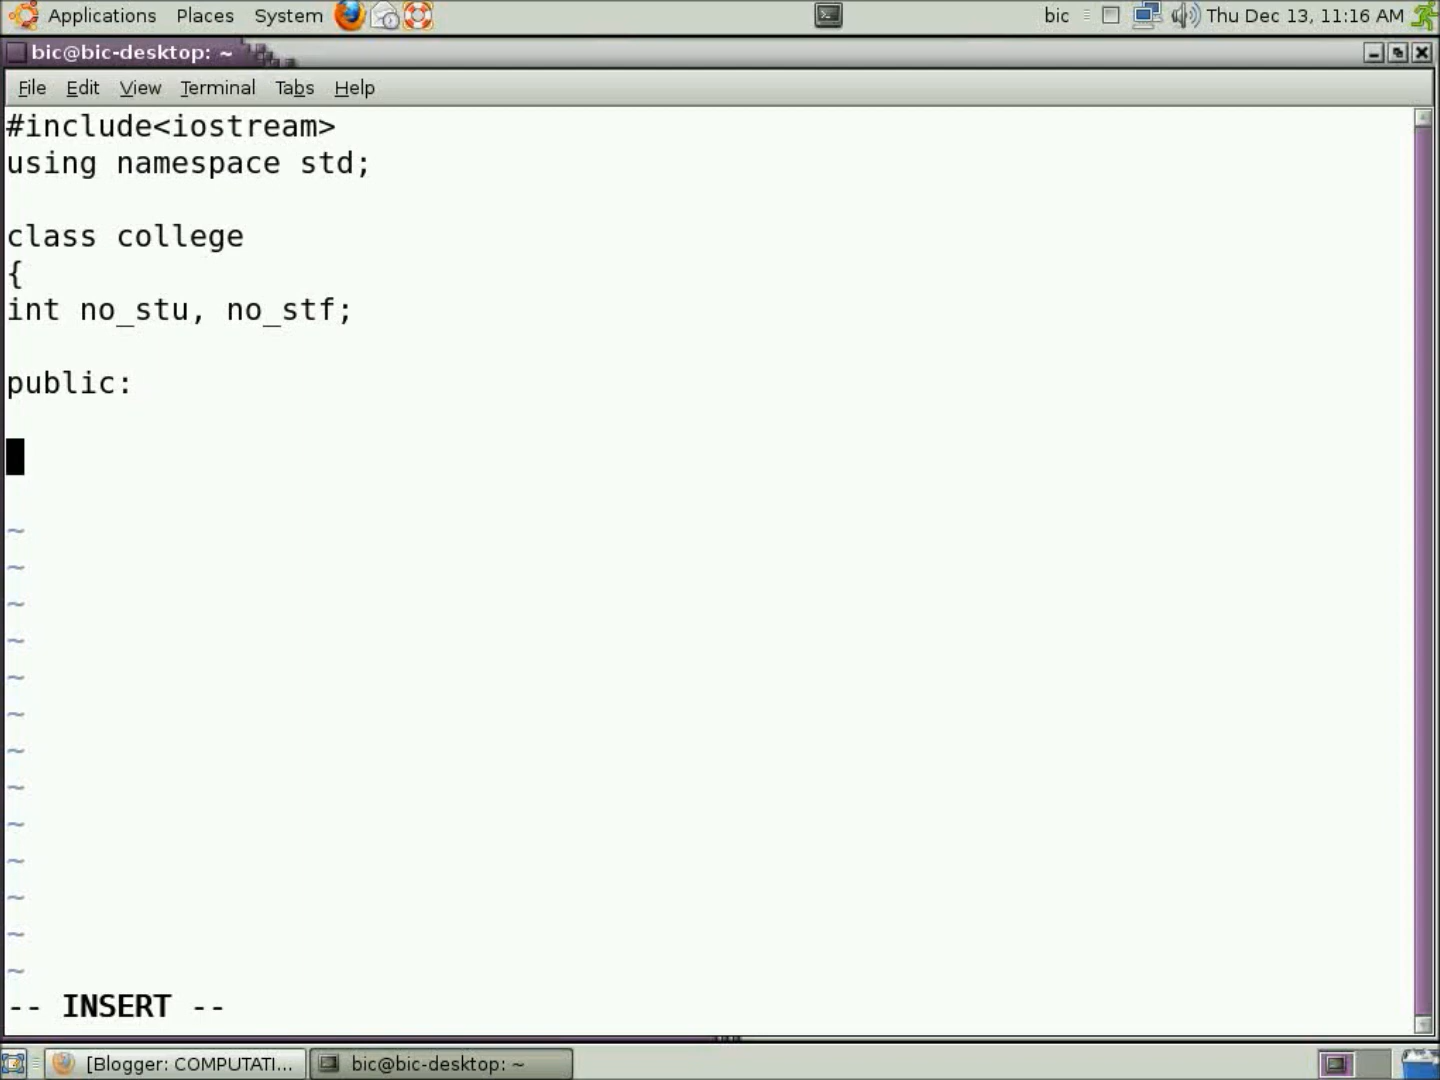 Applications Places System bic Thu Dec 13, 11:16 AM
bic@bic-desktop: ~
File Edit View Terminal Tabs Help
#include<iostream>
using namespace std;
class college
{
int no_stu, no_stf;
public:
~
~
~
~
~
~
~
~
~
~
~
~
~
-- INSERT --
[Blogger: COMPUTATI... bic@bic-desktop: ~